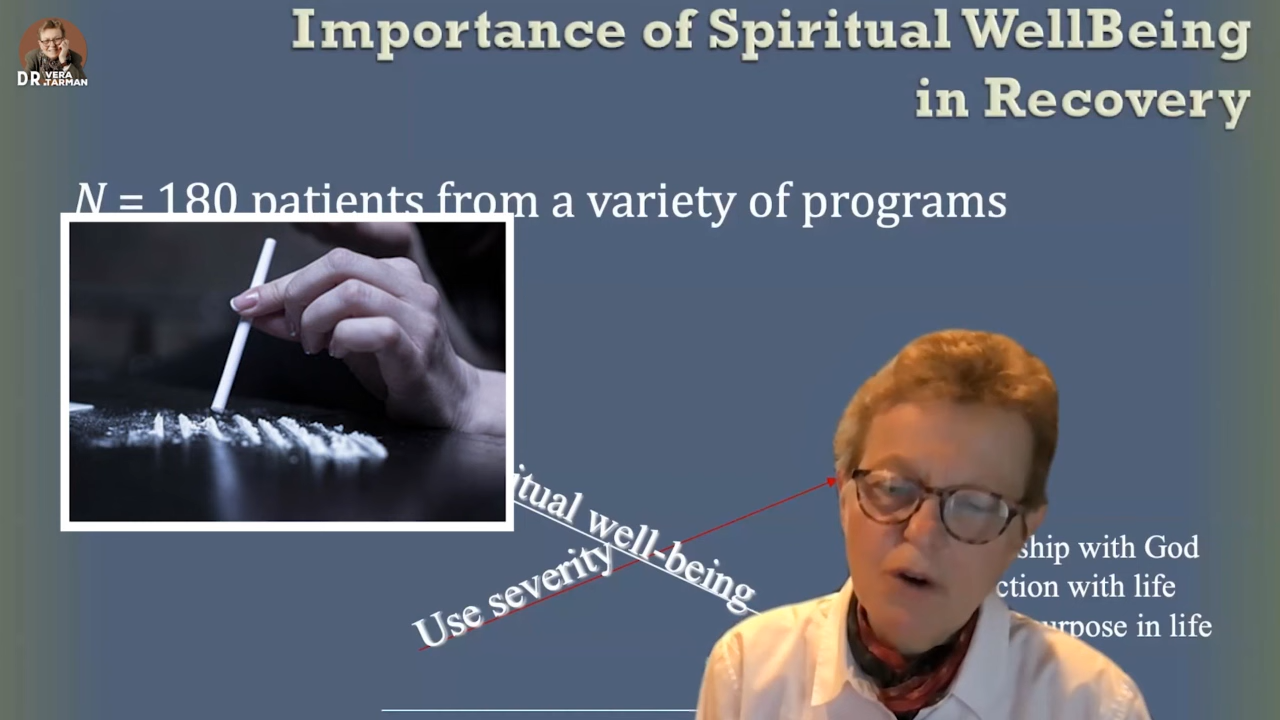 DR. VERA TARMAN
Importance of Spiritual WellBeing
in Recovery
N = 180 patients from a variety of programs
itual well-being
Use severity
ship with God
ction with life
urpose in life